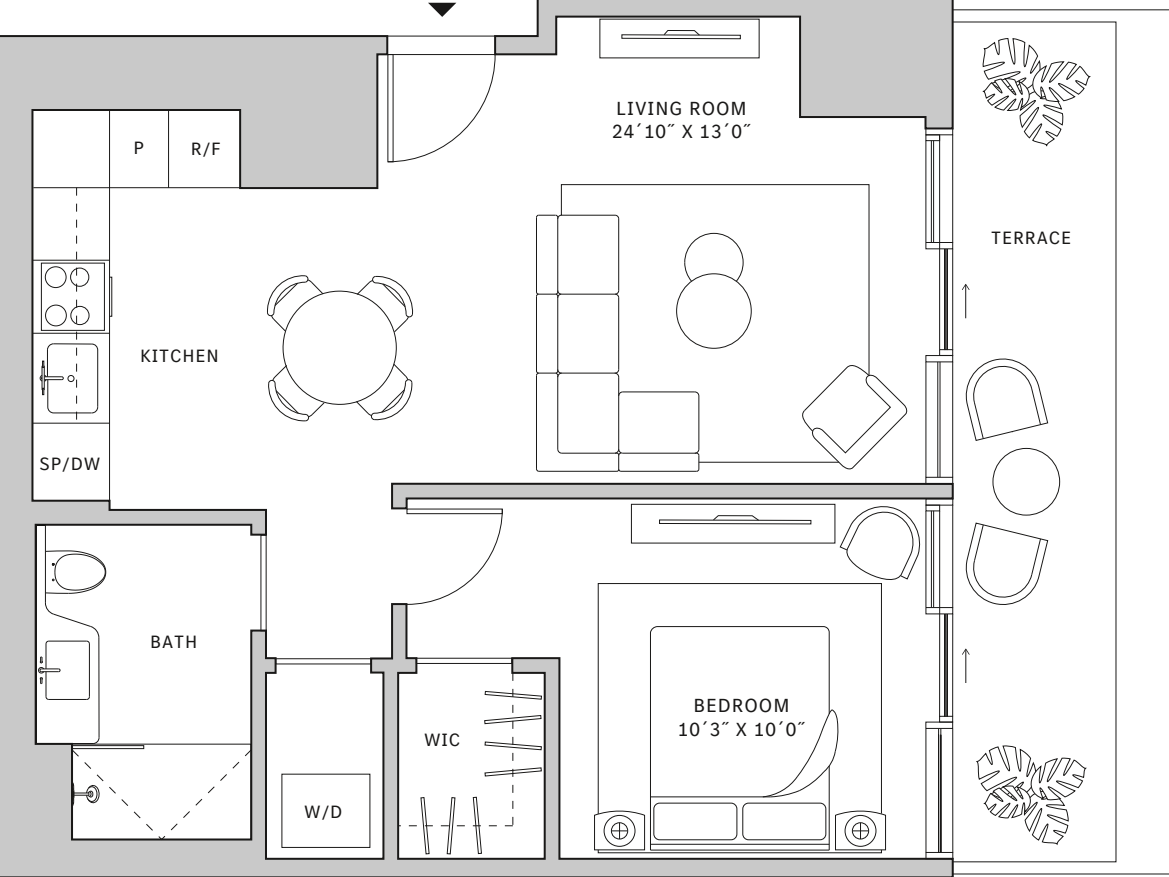 LIVING ROOM
24´10˝ X 13´0˝
P
R/F
TERRACE
KITCHEN
SP/DW
BATH
BEDROOM
10´3˝ X 10´0˝
WIC
W/D